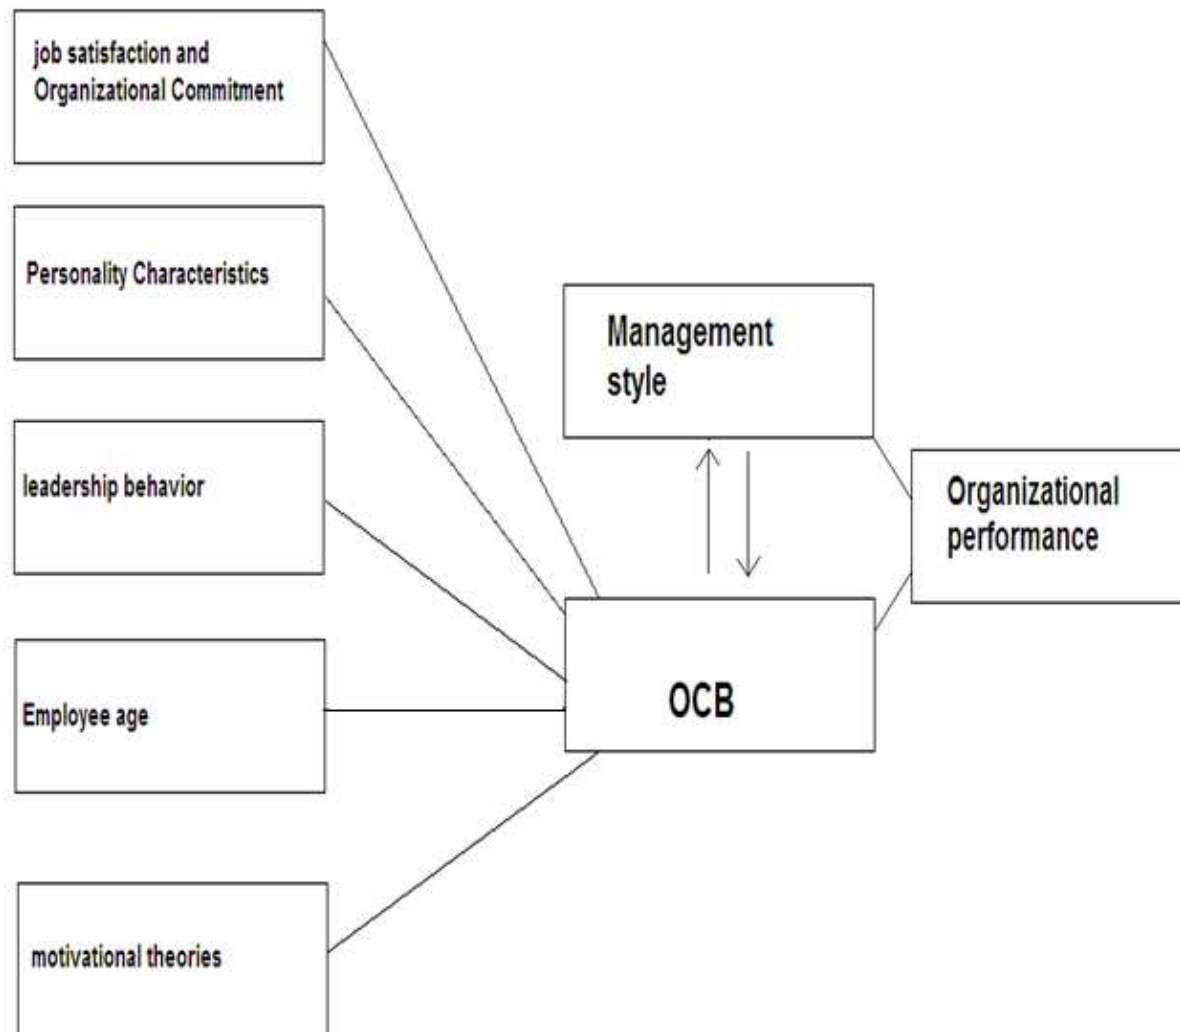 job satisfaction and
Organizational Commitment
Personality Characteristics
leadership behavior
Employee age
motivational theories
Management
style
OCB
Organizational
performance